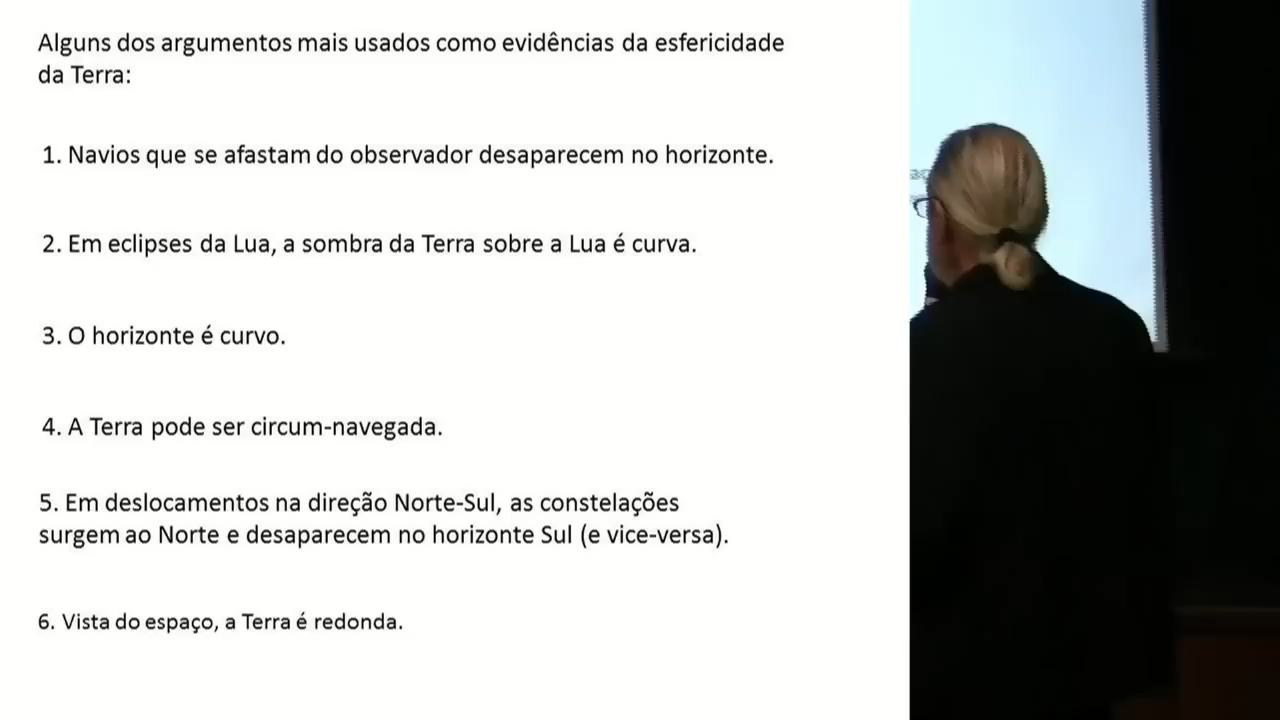 Alguns dos argumentos mais usados como evidências da esfericidade
da Terra:
1. Navios que se afastam do observador desaparecem no horizonte.
2. Em eclipses da Lua, a sombra da Terra sobre a Lua é curva.
3. O horizonte é curvo.
4. A Terra pode ser circum-navegada.
5. Em deslocamentos na direção Norte-Sul, as constelações
surgem ao Norte e desaparecem no horizonte Sul (e vice-versa).
6. Vista do espaço, a Terra é redonda.